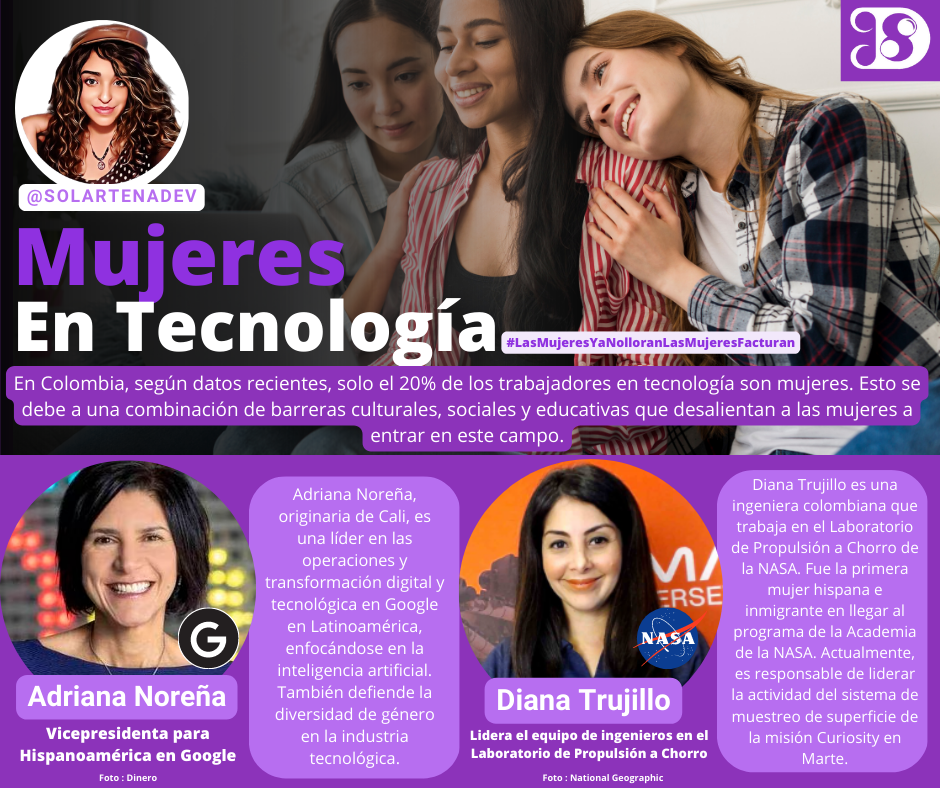 @SOLARTENADEV
Mujeres
En Tecnología
#LasMujeresYaNolloranLasMujeresFacturan
En Colombia, según datos recientes, solo el 20% de los trabajadores en tecnología son mujeres. Esto se
debe a una combinación de barreras culturales, sociales y educativas que desalientan a las mujeres a
entrar en este campo.
G
Adriana Noreña
Vicepresidenta para
Hispanoamérica en Google
Foto : Dinero
Adriana Noreña,
originaria de Cali, es
una líder en las
operaciones y
transformación digital y
tecnológica en Google
en Latinoamérica,
enfocándose en la
inteligencia artificial.
También defiende la
diversidad de género
en la industria
tecnológica.
NASA
Diana Trujillo
Lidera el equipo de ingenieros en el
Laboratorio de Propulsión a Chorro
Foto : National Geographic
Diana Trujillo es una
ingeniera colombiana que
trabaja en el Laboratorio
de Propulsión a Chorro de
la NASA. Fue la primera
mujer hispana e
inmigrante en llegar al
programa de la Academia
de la NASA. Actualmente,
es responsable de liderar
la actividad del sistema de
muestreo de superficie de
la misión Curiosity en
Marte.